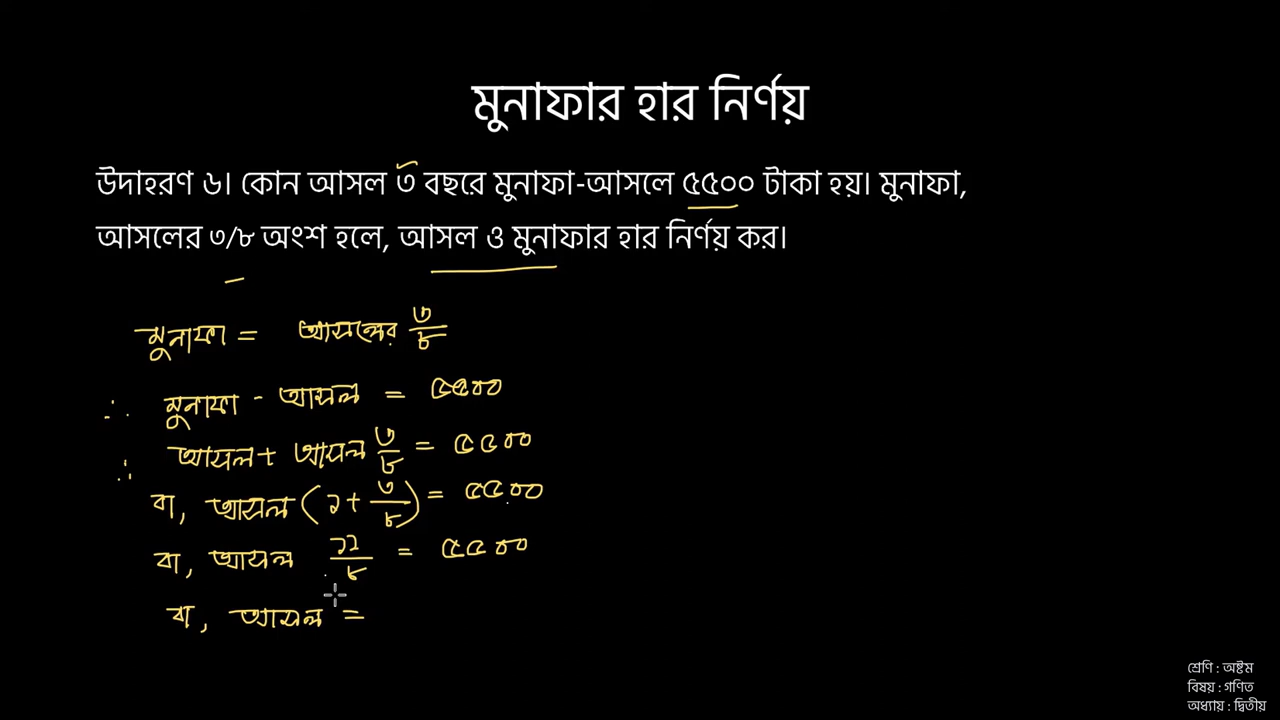 মুনাফার হার নির্ণয়
উদাহরণ ৬। কোন আসল ৩ বছরে মুনাফা-আসলে ৫৫০০ টাকা হয়। মুনাফা,
আসলের ৩/৮ অংশ হলে, আসল ও মুনাফার হার নির্ণয় কর।
মুনাফা = আসলের ৩/৮
∴ মুনাফা - আসল = ৫৫০০
∴ আসল + আসল ৩/৮ = ৫৫০০
বা, আসল (১ + ৩/৮) = ৫৫০০
বা, আসল ১১/৮ = ৫৫০০
বা, আসল =
শ্রেণি : অষ্টম
বিষয় : গণিত
অধ্যায় : দ্বিতীয়